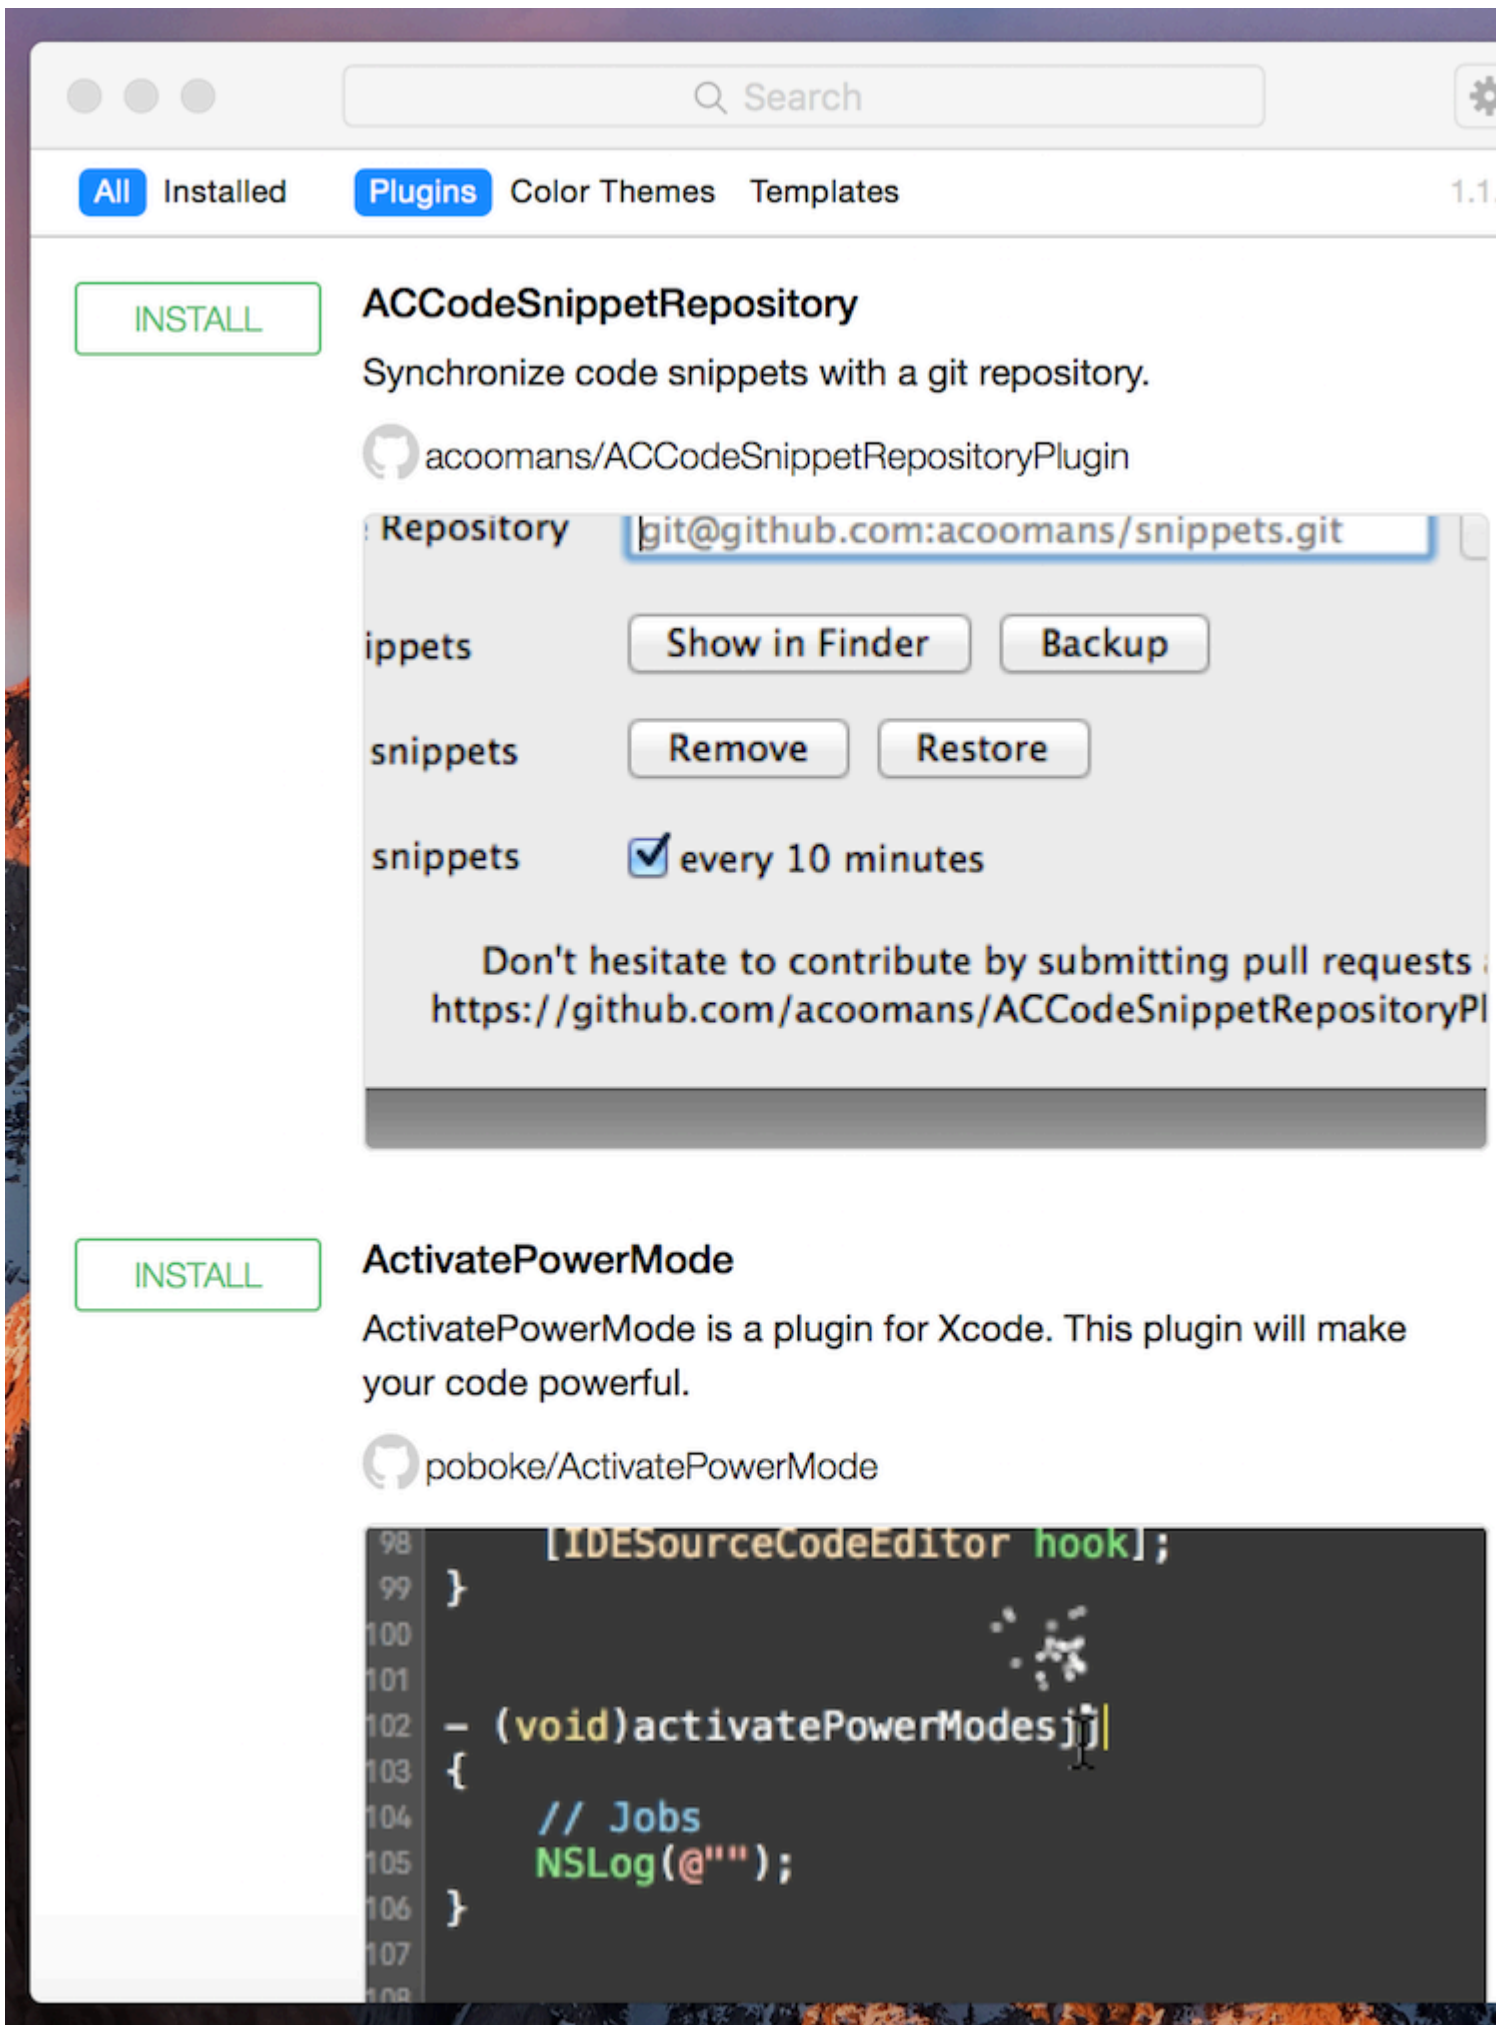 Search
All Installed Plugins Color Themes Templates 1.1.
INSTALL
ACCodeSnippetRepository
Synchronize code snippets with a git repository.
acoomans/ACCodeSnippetRepositoryPlugin
Repository git@github.com:acoomans/snippets.git
ippets Show in Finder Backup
snippets Remove Restore
snippets every 10 minutes
Don't hesitate to contribute by submitting pull requests
https://github.com/acoomans/ACCodeSnippetRepositoryPl
INSTALL
ActivatePowerMode
ActivatePowerMode is a plugin for Xcode. This plugin will make
your code powerful.
poboke/ActivatePowerMode
98 [IDESourceCodeEditor hook];
99 }
100
101
102 - (void)activatePowerModesjj
103 {
104 // Jobs
105 NSLog(@"");
106 }
107
108